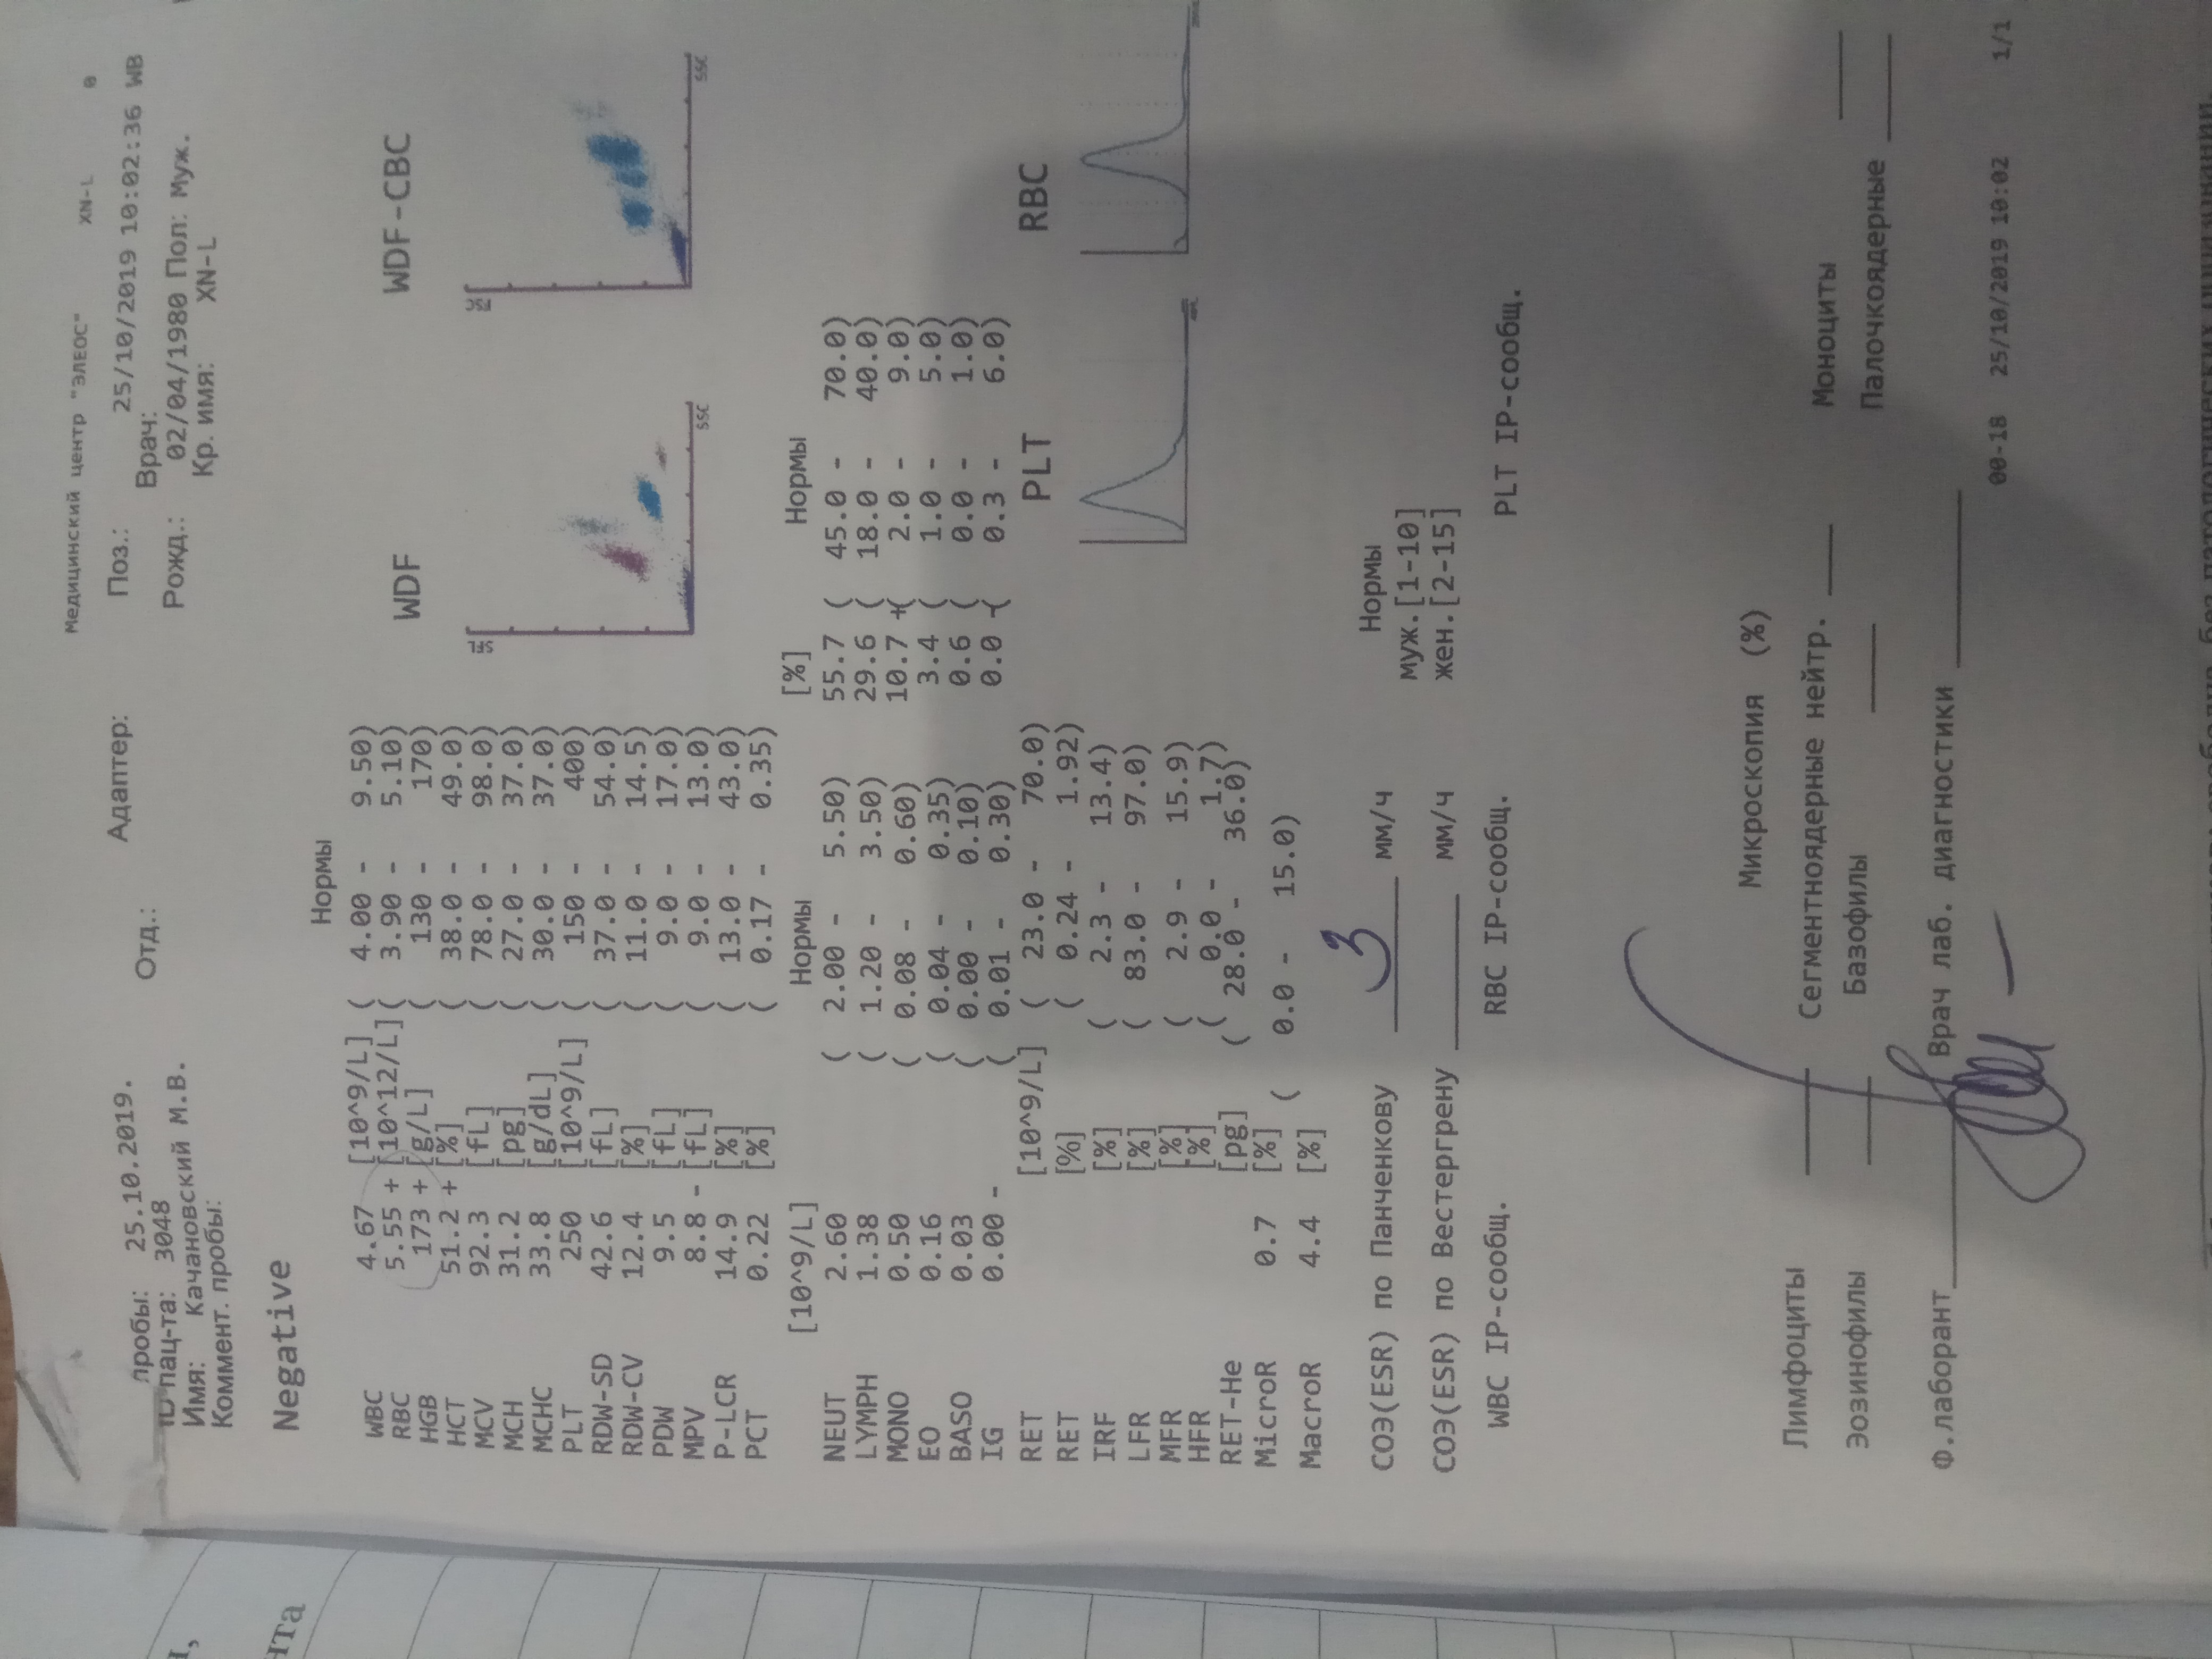 Медицинский центр "ЭЛЕОС" XN-L 0
пробы: 25.10.2019. Адаптер: Поз.: 25/10/2019 10:02:36 WB
ID пац-та: 3048 Отд.: Врач:
Имя: Качановский М.В. Рожд.: 02/04/1980 Пол: Муж.
Коммент. пробы: Кр. имя: XN-L
Negative
Нормы
WBC 4.67 [10^9/L] ( 4.00 - 9.50)
RBC 5.55 + [10^12/L] ( 3.90 - 5.10)
HGB 173 + [g/L] ( 130 - 170)
HCT 51.2 + [%] ( 38.0 - 49.0)
MCV 92.3 [fL] ( 78.0 - 98.0)
MCH 31.2 [pg] ( 27.0 - 37.0)
MCHC 33.8 [g/dL] ( 30.0 - 37.0)
PLT 250 [10^9/L] ( 150 - 400)
RDW-SD 42.6 [fL] ( 37.0 - 54.0)
RDW-CV 12.4 [%] ( 11.0 - 14.5)
PDW 9.5 [fL] ( 9.0 - 17.0)
MPV 8.8 - [fL] ( 9.0 - 13.0)
P-LCR 14.9 [%] ( 13.0 - 43.0)
PCT 0.22 [%] ( 0.17 - 0.35)
WDF WDF-CBC
SFL FSC
SSC SSC
[10^9/L] Нормы [%] Нормы
NEUT 2.60 ( 2.00 - 5.50) 55.7 ( 45.0 - 70.0)
LYMPH 1.38 ( 1.20 - 3.50) 29.6 ( 18.0 - 40.0)
MONO 0.50 ( 0.08 - 0.60) 10.7 +( 2.0 - 9.0)
EO 0.16 ( 0.04 - 0.35) 3.4 ( 1.0 - 5.0)
BASO 0.03 ( 0.00 - 0.10) 0.6 ( 0.0 - 1.0)
IG 0.00 - ( 0.01 - 0.30) 0.0 -( 0.3 - 6.0)
RET [10^9/L] ( 23.0 - 70.0)
RET [%] ( 0.24 - 1.92)
IRF [%] ( 2.3 - 13.4)
LFR [%] ( 83.0 - 97.0)
MFR [%] ( 2.9 - 15.9)
HFR [%] ( 0.0 - 1.7)
RET-He [pg] ( 28.0 - 36.0)
MicroR 0.7 [%] ( 0.0 - 15.0)
MacroR 4.4 [%]
PLT RBC
СОЭ(ESR) по Панченкову 3 мм/ч Нормы
муж.[1-10]
СОЭ(ESR) по Вестергрену мм/ч жен.[2-15]
WBC IP-сообщ. RBC IP-сообщ. PLT IP-сообщ.
Микроскопия (%)
Лимфоциты Сегментноядерные нейтр. Моноциты
Эозинофилы Базофилы Палочкоядерные
Ф.лаборант Врач лаб. диагностики
00-18 25/10/2019 10:02 1/1
свободна, без патологических образований.